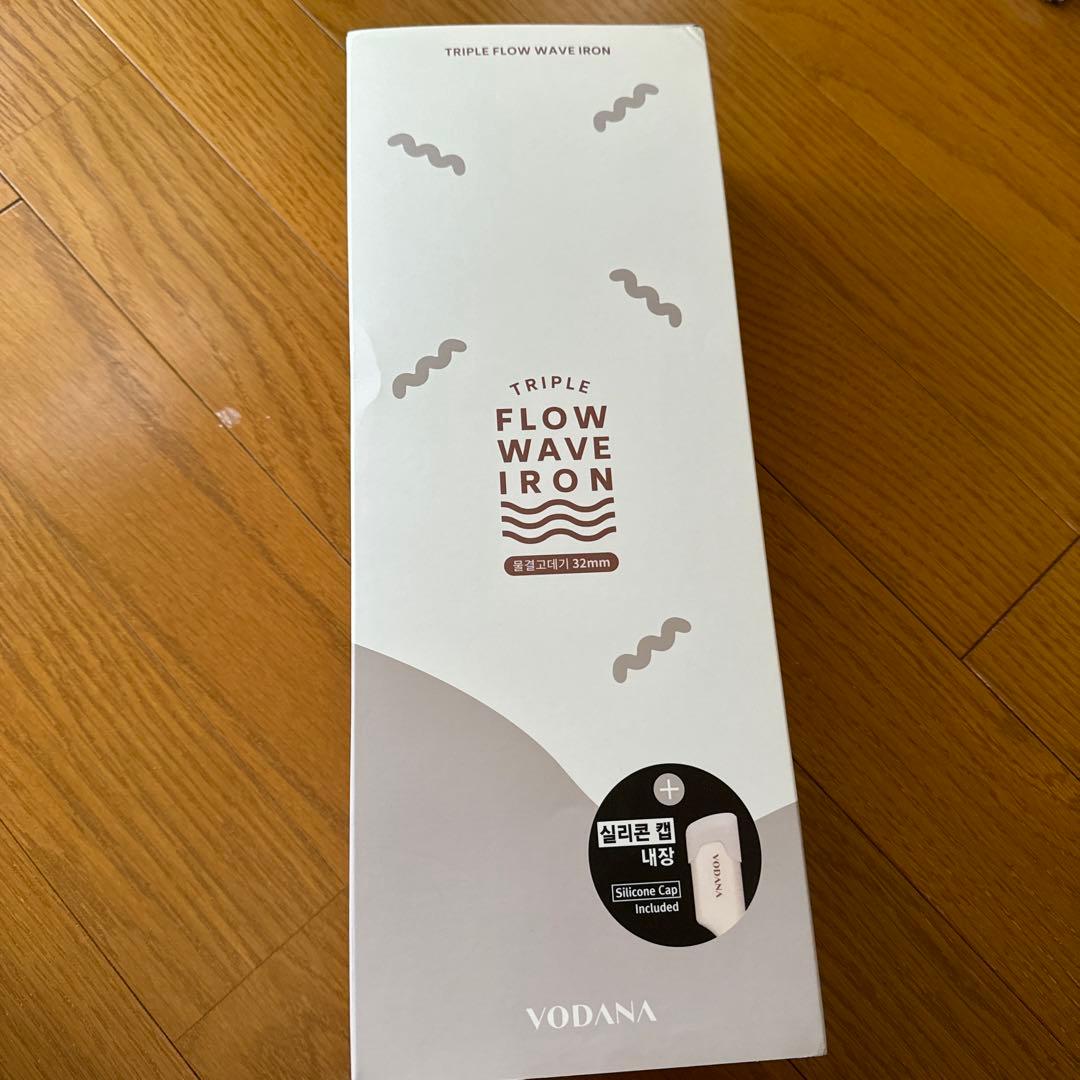 TRIPLE FLOW WAVE IRON
TRIPLE
FLOW
WAVE
IRON
물결고데기 32mm
실리콘 캡
내장
Silicone Cap
Included
VODANA
VODANA